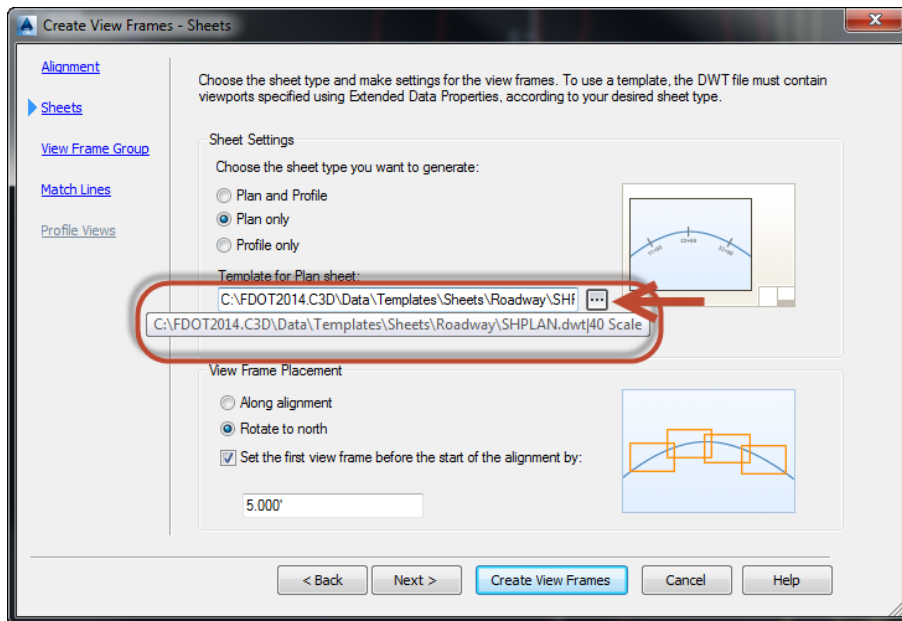 Create View Frames - Sheets
Alignment
Sheets
View Frame Group
Match Lines
Profile Views
Choose the sheet type and make settings for the view frames. To use a template, the DWT file must contain
viewports specified using Extended Data Properties, according to your desired sheet type.
Sheet Settings
Choose the sheet type you want to generate:
Plan and Profile
Plan only
Profile only
Template for Plan sheet:
C:\FDOT2014.C3D\Data\Templates\Sheets\Roadway\SHF
C:\FDOT2014.C3D\Data\Templates\Sheets\Roadway\SHPLAN.dwt|40 Scale
View Frame Placement
Along alignment
Rotate to north
Set the first view frame before the start of the alignment by:
5.000'
< Back
Next >
Create View Frames
Cancel
Help